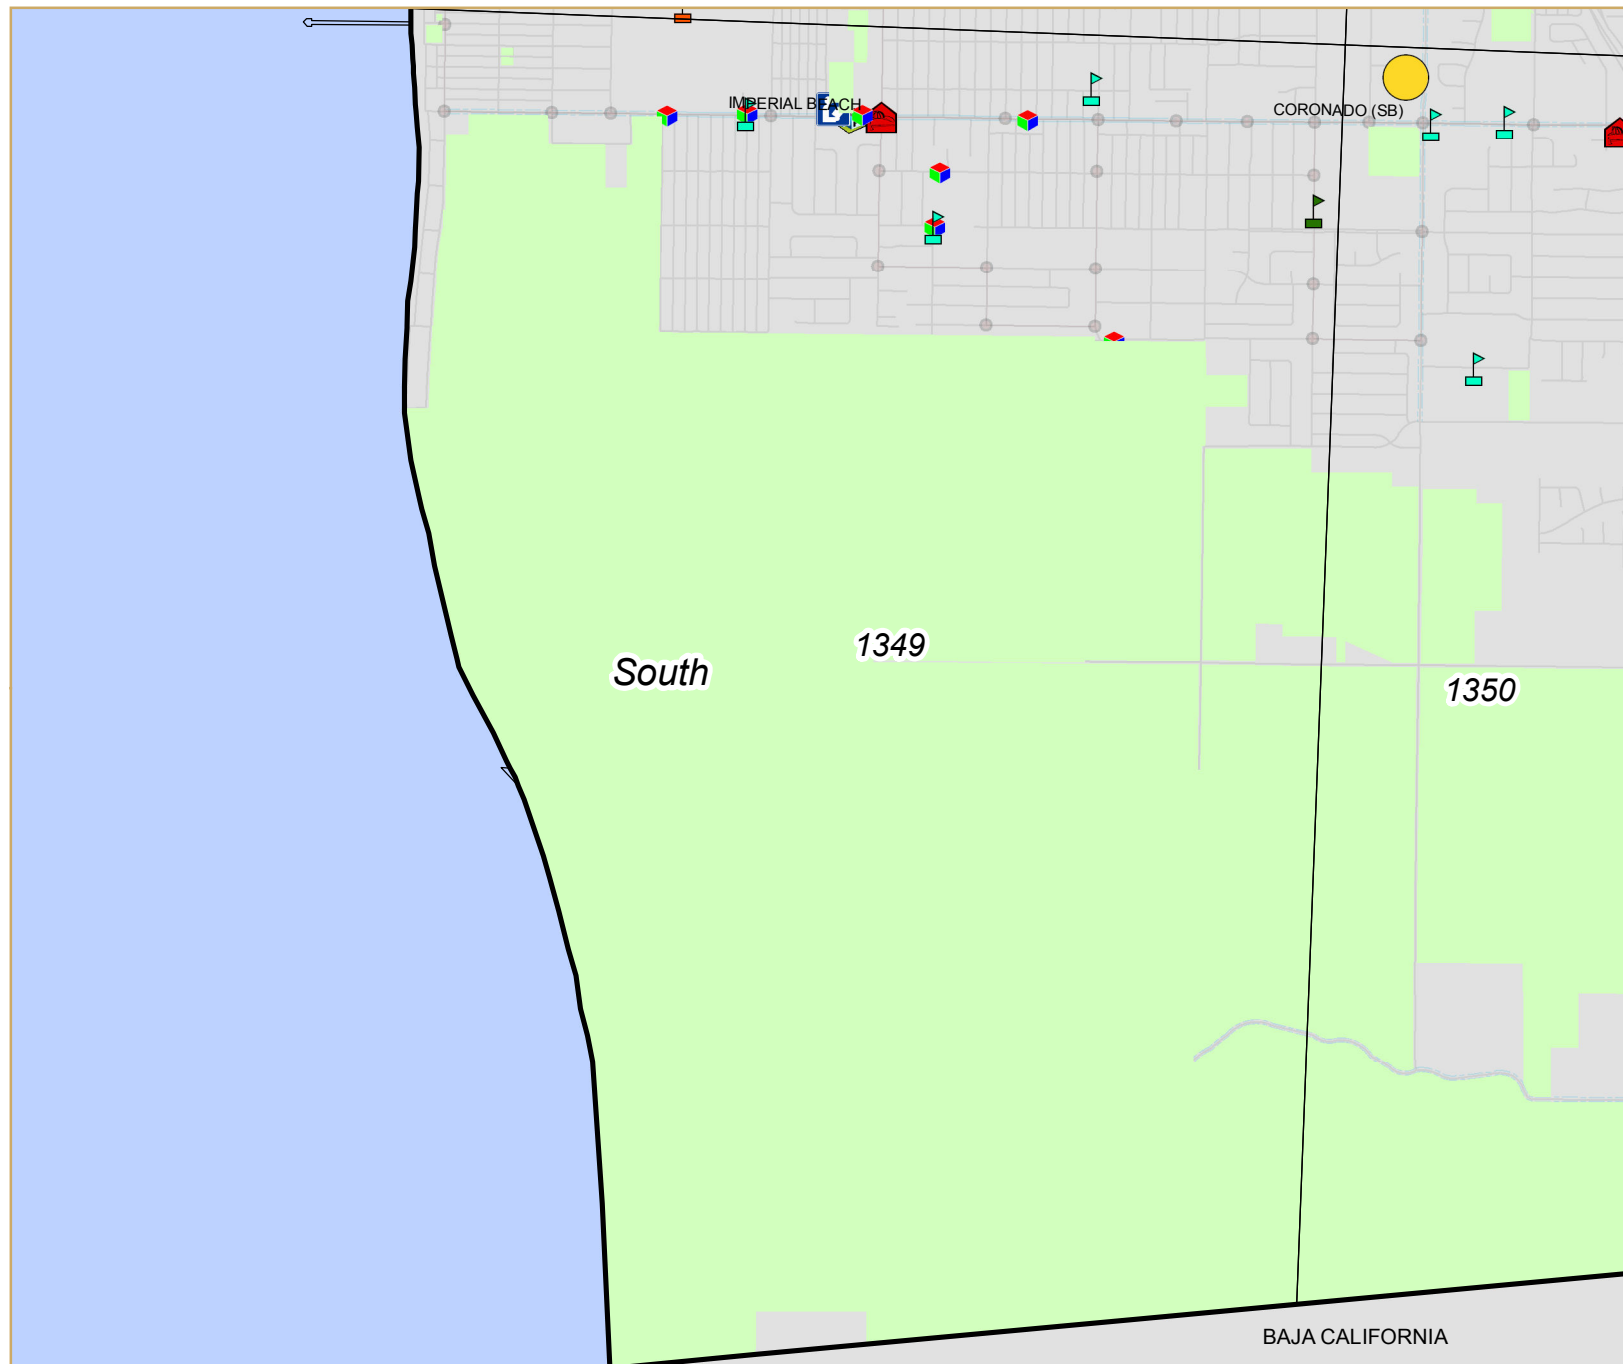 IMPERIAL BEACH
CORONADO (SB)
1349
South
1350
BAJA CALIFORNIA